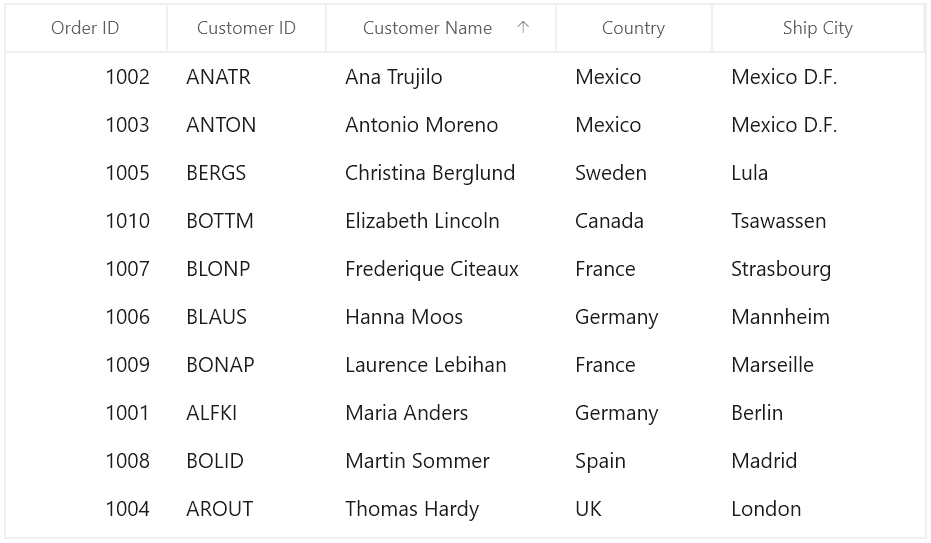 Order ID Customer ID Customer Name Country Ship City
1002 ANATR Ana Trujilo Mexico Mexico D.F.
1003 ANTON Antonio Moreno Mexico Mexico D.F.
1005 BERGS Christina Berglund Sweden Lula
1010 BOTTM Elizabeth Lincoln Canada Tsawassen
1007 BLONP Frederique Citeaux France Strasbourg
1006 BLAUS Hanna Moos Germany Mannheim
1009 BONAP Laurence Lebihan France Marseille
1001 ALFKI Maria Anders Germany Berlin
1008 BOLID Martin Sommer Spain Madrid
1004 AROUT Thomas Hardy UK London